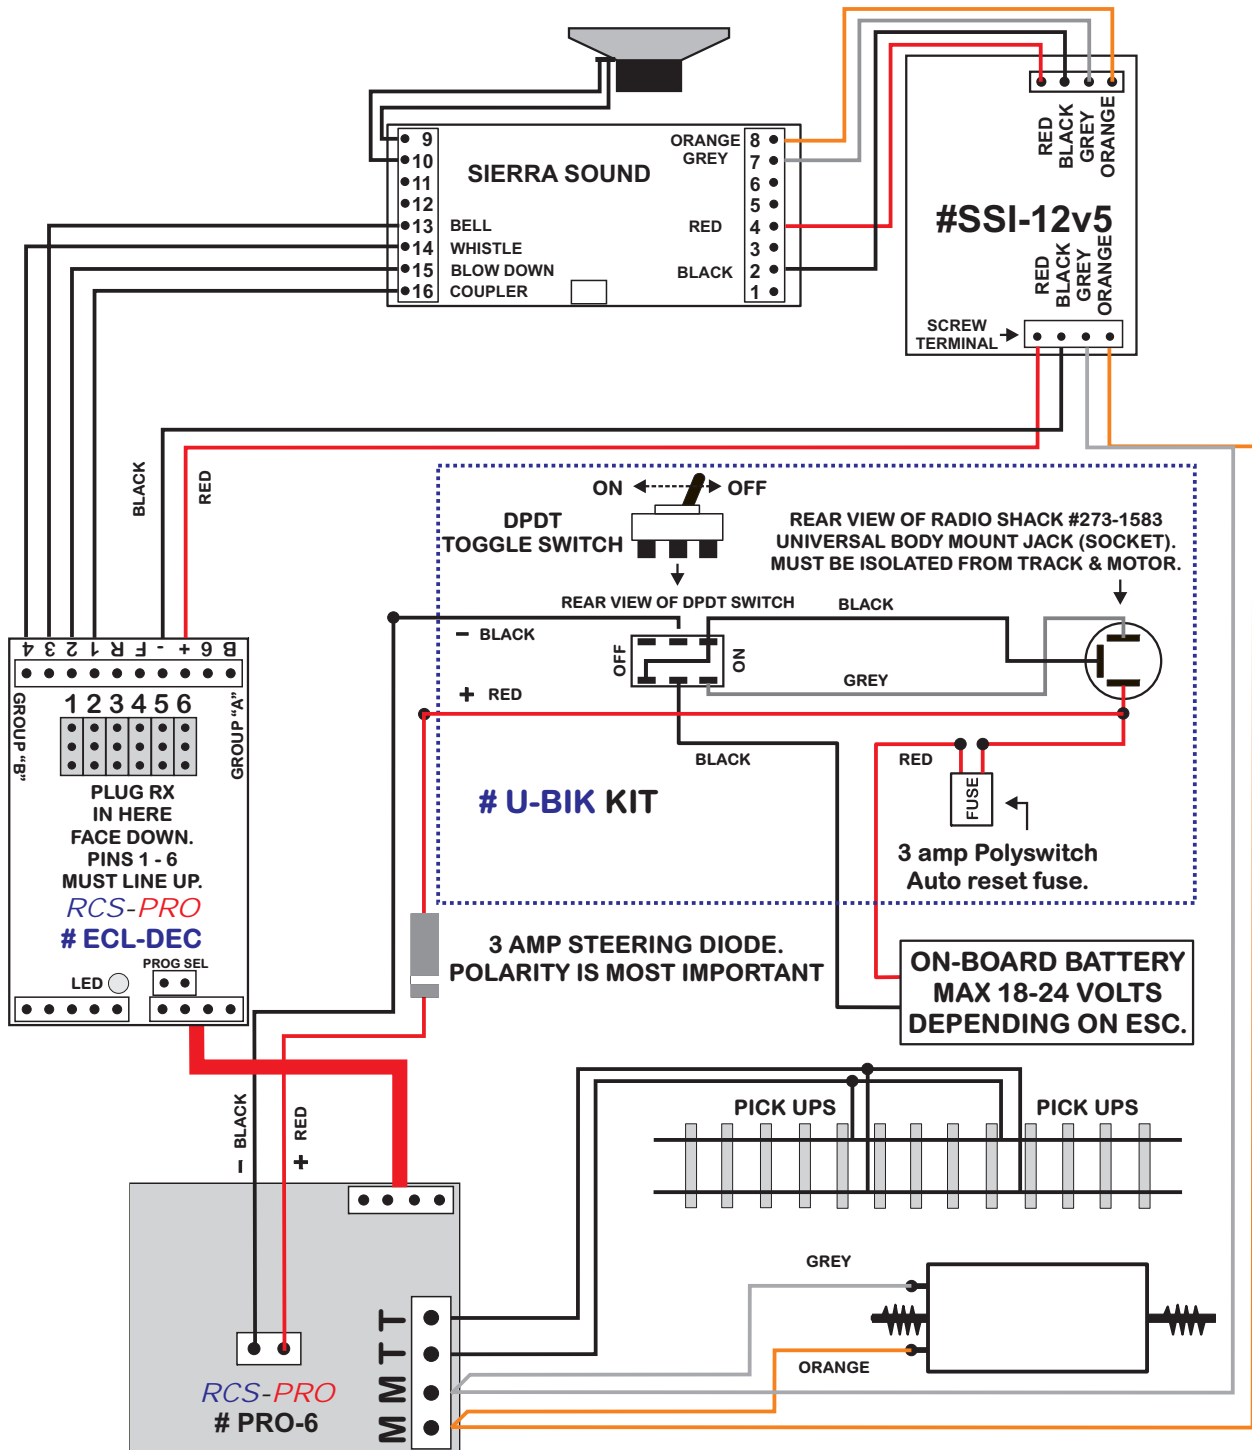 ORANGE 8
GREY 7
6
5
RED 4
3
BLACK 2
1
9
10
11
12
13 BELL
14 WHISTLE
15 BLOW DOWN
16 COUPLER
SIERRA SOUND
RED
BLACK
GREY
ORANGE
#SSI-12v5
RED
BLACK
GREY
ORANGE
SCREW
TERMINAL
BLACK
RED
ON
OFF
DPDT
TOGGLE SWITCH
REAR VIEW OF RADIO SHACK #273-1583
UNIVERSAL BODY MOUNT JACK (SOCKET).
MUST BE ISOLATED FROM TRACK & MOTOR.
REAR VIEW OF DPDT SWITCH
BLACK
- BLACK
OFF
ON
+ RED
GREY
BLACK
RED
FUSE
# U-BIK KIT
3 amp Polyswitch
Auto reset fuse.
4 3 2 1 R F - + 6 B
GROUP "B"
GROUP "A"
1 2 3 4 5 6
PLUG RX
IN HERE
FACE DOWN.
PINS 1 - 6
MUST LINE UP.
RCS-PRO
# ECL-DEC
PROG SEL
LED
3 AMP STEERING DIODE.
POLARITY IS MOST IMPORTANT
ON-BOARD BATTERY
MAX 18-24 VOLTS
DEPENDING ON ESC.
- BLACK
+ RED
PICK UPS
PICK UPS
GREY
ORANGE
M M T T
RCS-PRO
# PRO-6